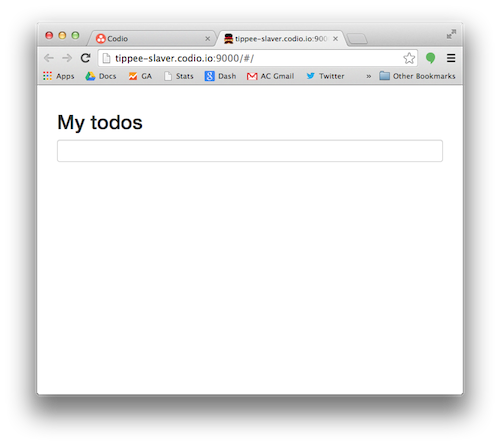 Codio tippee-slaver.codio.io:900
tippee-slaver.codio.io:9000/#/
Apps Docs GA Stats Dash AC Gmail Twitter » Other Bookmarks
My todos